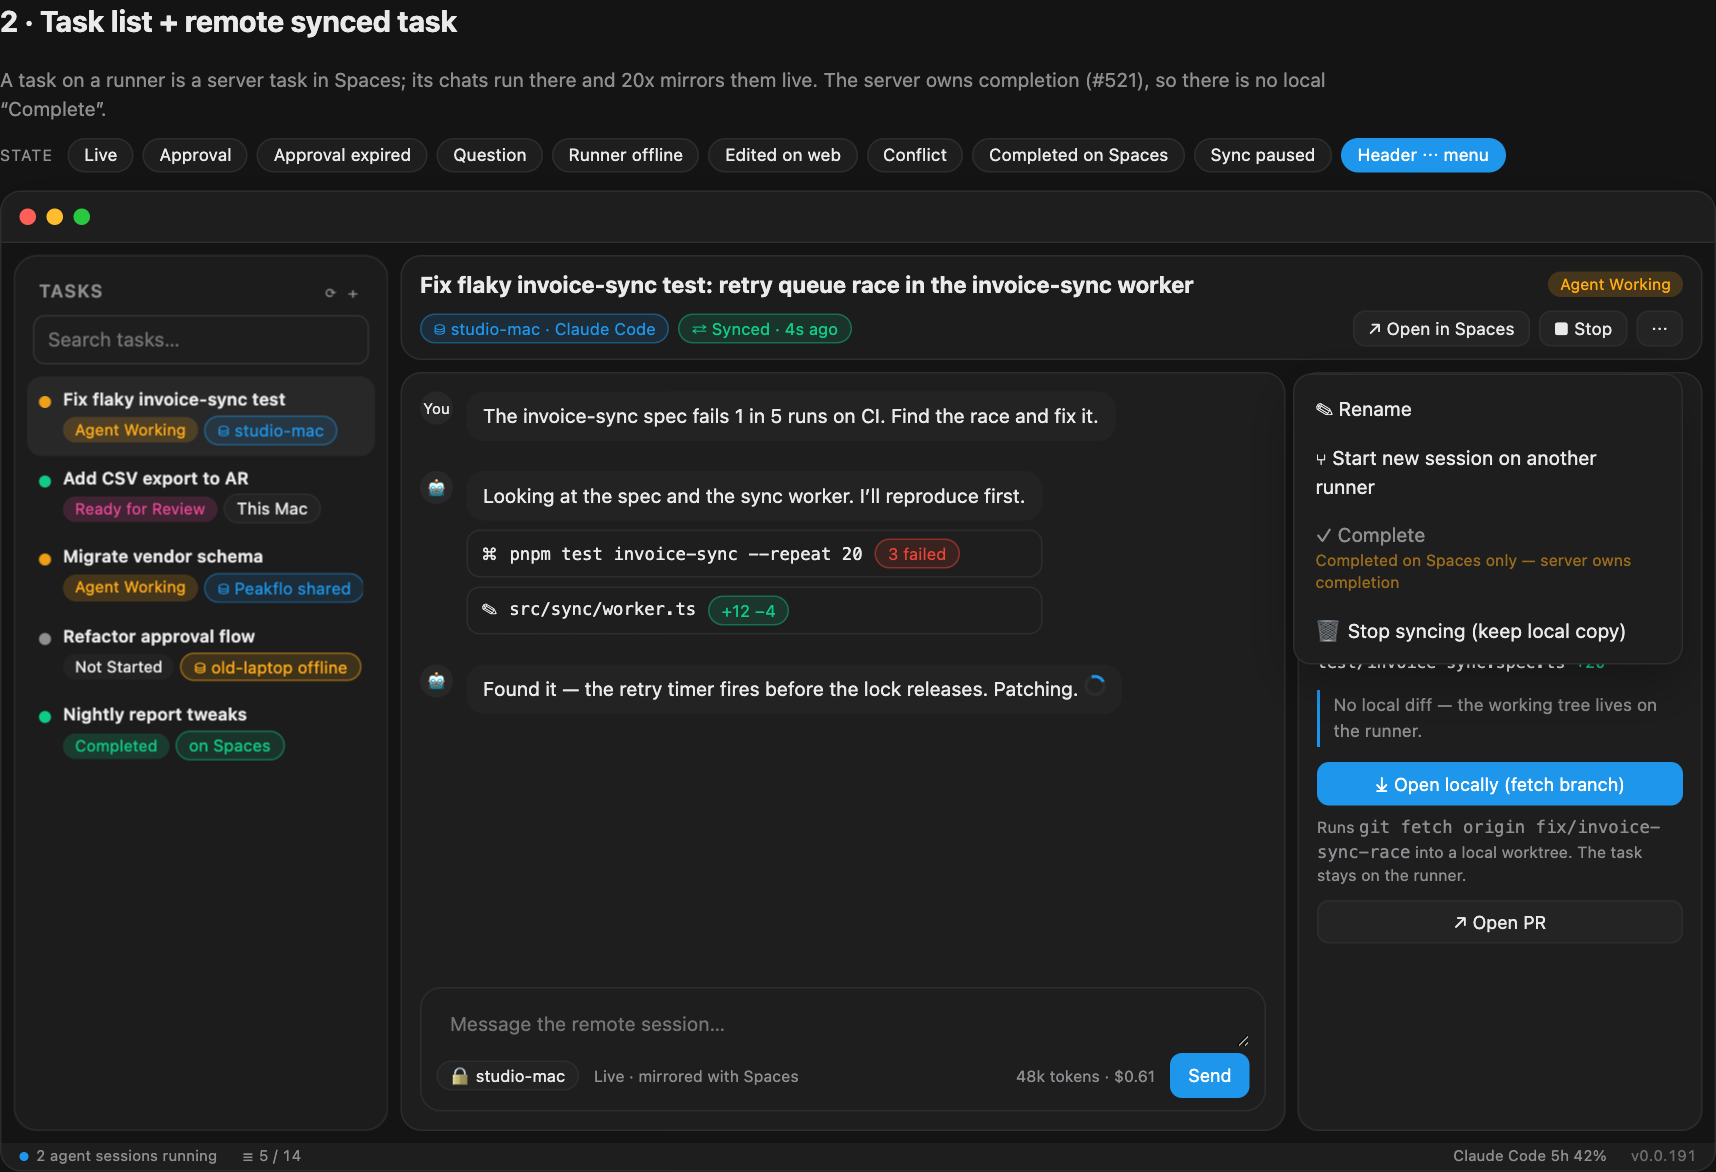 2 · Task list + remote synced task
A task on a runner is a server task in Spaces; its chats run there and 20x mirrors them live. The server owns completion (#521), so there is no local
“Complete”.
STATE Live Approval Approval expired Question Runner offline Edited on web Conflict Completed on Spaces Sync paused Header ··· menu
TASKS
Search tasks...
Fix flaky invoice-sync test
Agent Working studio-mac
Add CSV export to AR
Ready for Review This Mac
Migrate vendor schema
Agent Working Peakflo shared
Refactor approval flow
Not Started old-laptop offline
Nightly report tweaks
Completed on Spaces
Fix flaky invoice-sync test: retry queue race in the invoice-sync worker
Agent Working
studio-mac · Claude Code ⇄ Synced · 4s ago
↗ Open in Spaces Stop ···
You
The invoice-sync spec fails 1 in 5 runs on CI. Find the race and fix it.
Looking at the spec and the sync worker. I’ll reproduce first.
⌘ pnpm test invoice-sync --repeat 20 3 failed
✎ src/sync/worker.ts +12 −4
Found it — the retry timer fires before the lock releases. Patching.
Message the remote session...
studio-mac Live · mirrored with Spaces 48k tokens · $0.61 Send
✎ Rename
⑂ Start new session on another
runner
✓ Complete
Completed on Spaces only — server owns
completion
Stop syncing (keep local copy)
test/invoice-sync.spec.ts +20
No local diff — the working tree lives on
the runner.
↓ Open locally (fetch branch)
Runs git fetch origin fix/invoice-
sync-race into a local worktree. The task
stays on the runner.
↗ Open PR
2 agent sessions running ≡ 5 / 14
Claude Code 5h 42% v0.0.191